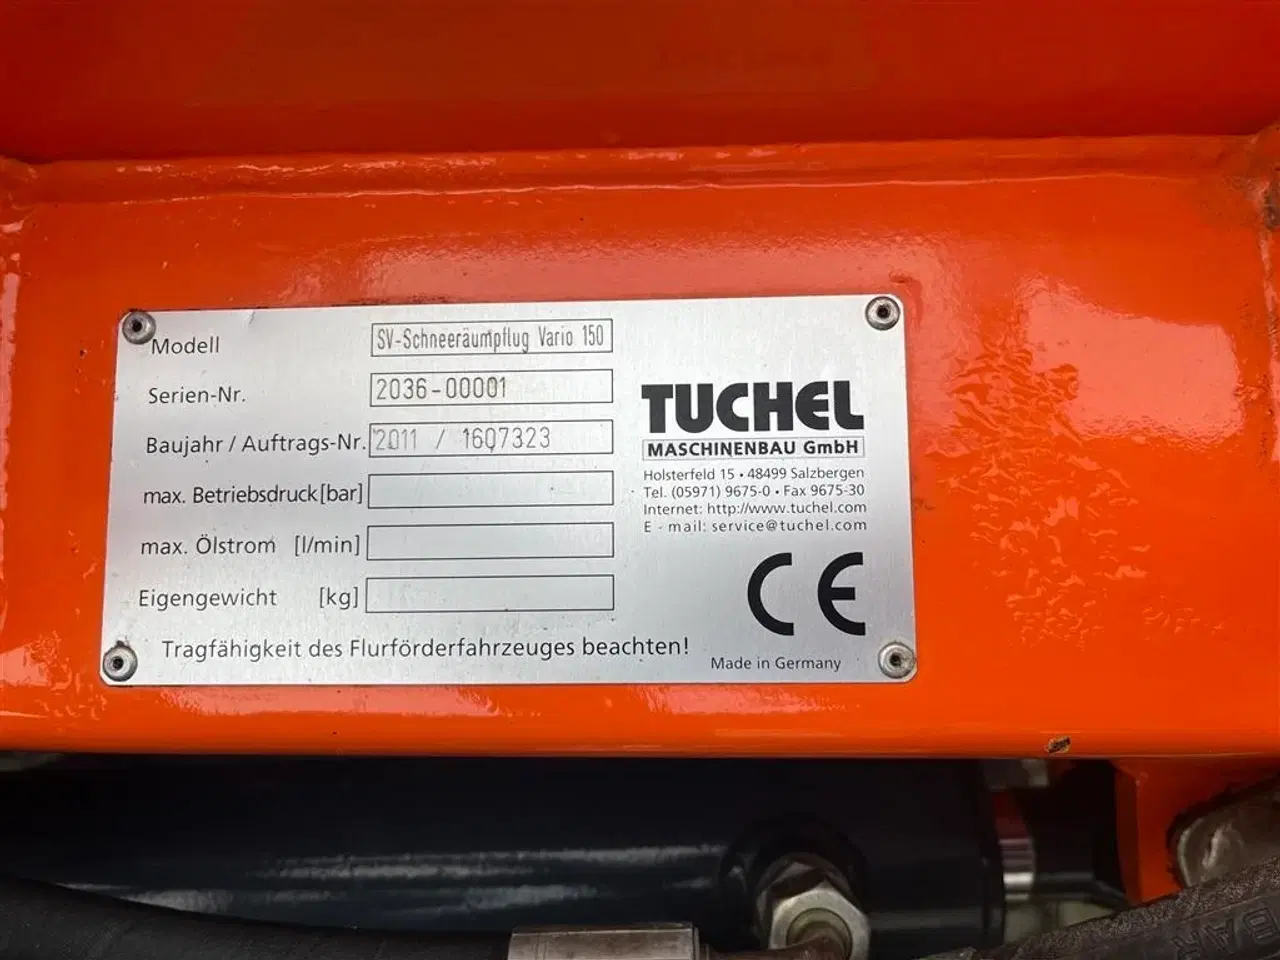 Modell SV-Schneeräumpflug Vario 150
Serien-Nr. 2036-00001
Baujahr / Auftrags-Nr. 2011 / 1607323
max. Betriebsdruck [bar]
max. Ölstrom [l/min]
Eigengewicht [kg]
Tragfähigkeit des Flurförderfahrzeuges beachten!
TUCHEL
MASCHINENBAU GmbH
Holsterfeld 15 • 48499 Salzbergen
Tel. (05971) 9675-0 • Fax 9675-30
Internet: http://www.tuchel.com
E - mail: service@tuchel.com
CE
Made in Germany
BAR